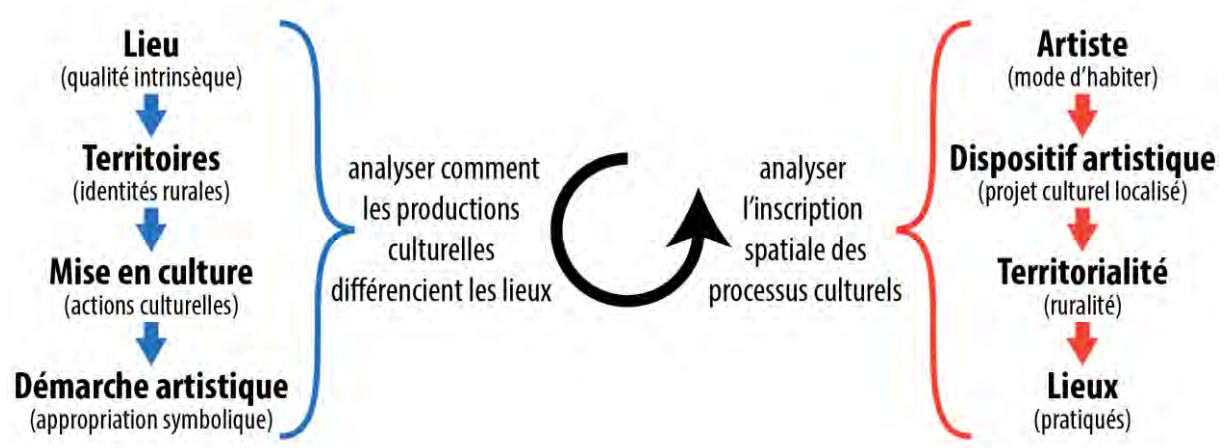 Lieu
(qualité intrinsèque)
Territoires
(identités rurales)
Mise en culture
(actions culturelles)
Démarche artistique
(appropriation symbolique)
analyser comment
les productions
culturelles
différencient les lieux
analyser
l'inscription
spatiale des
processus culturels
Artiste
(mode d'habiter)
Dispositif artistique
(projet culturel localisé)
Territorialité
(ruralité)
Lieux
(pratiqués)